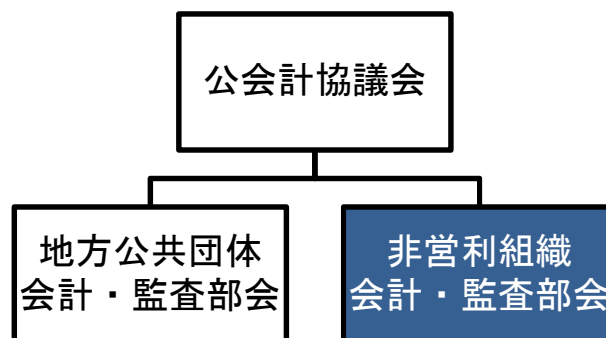 公会計協議会
地方公共団体
会計・監査部会
非営利組織
会計・監査部会